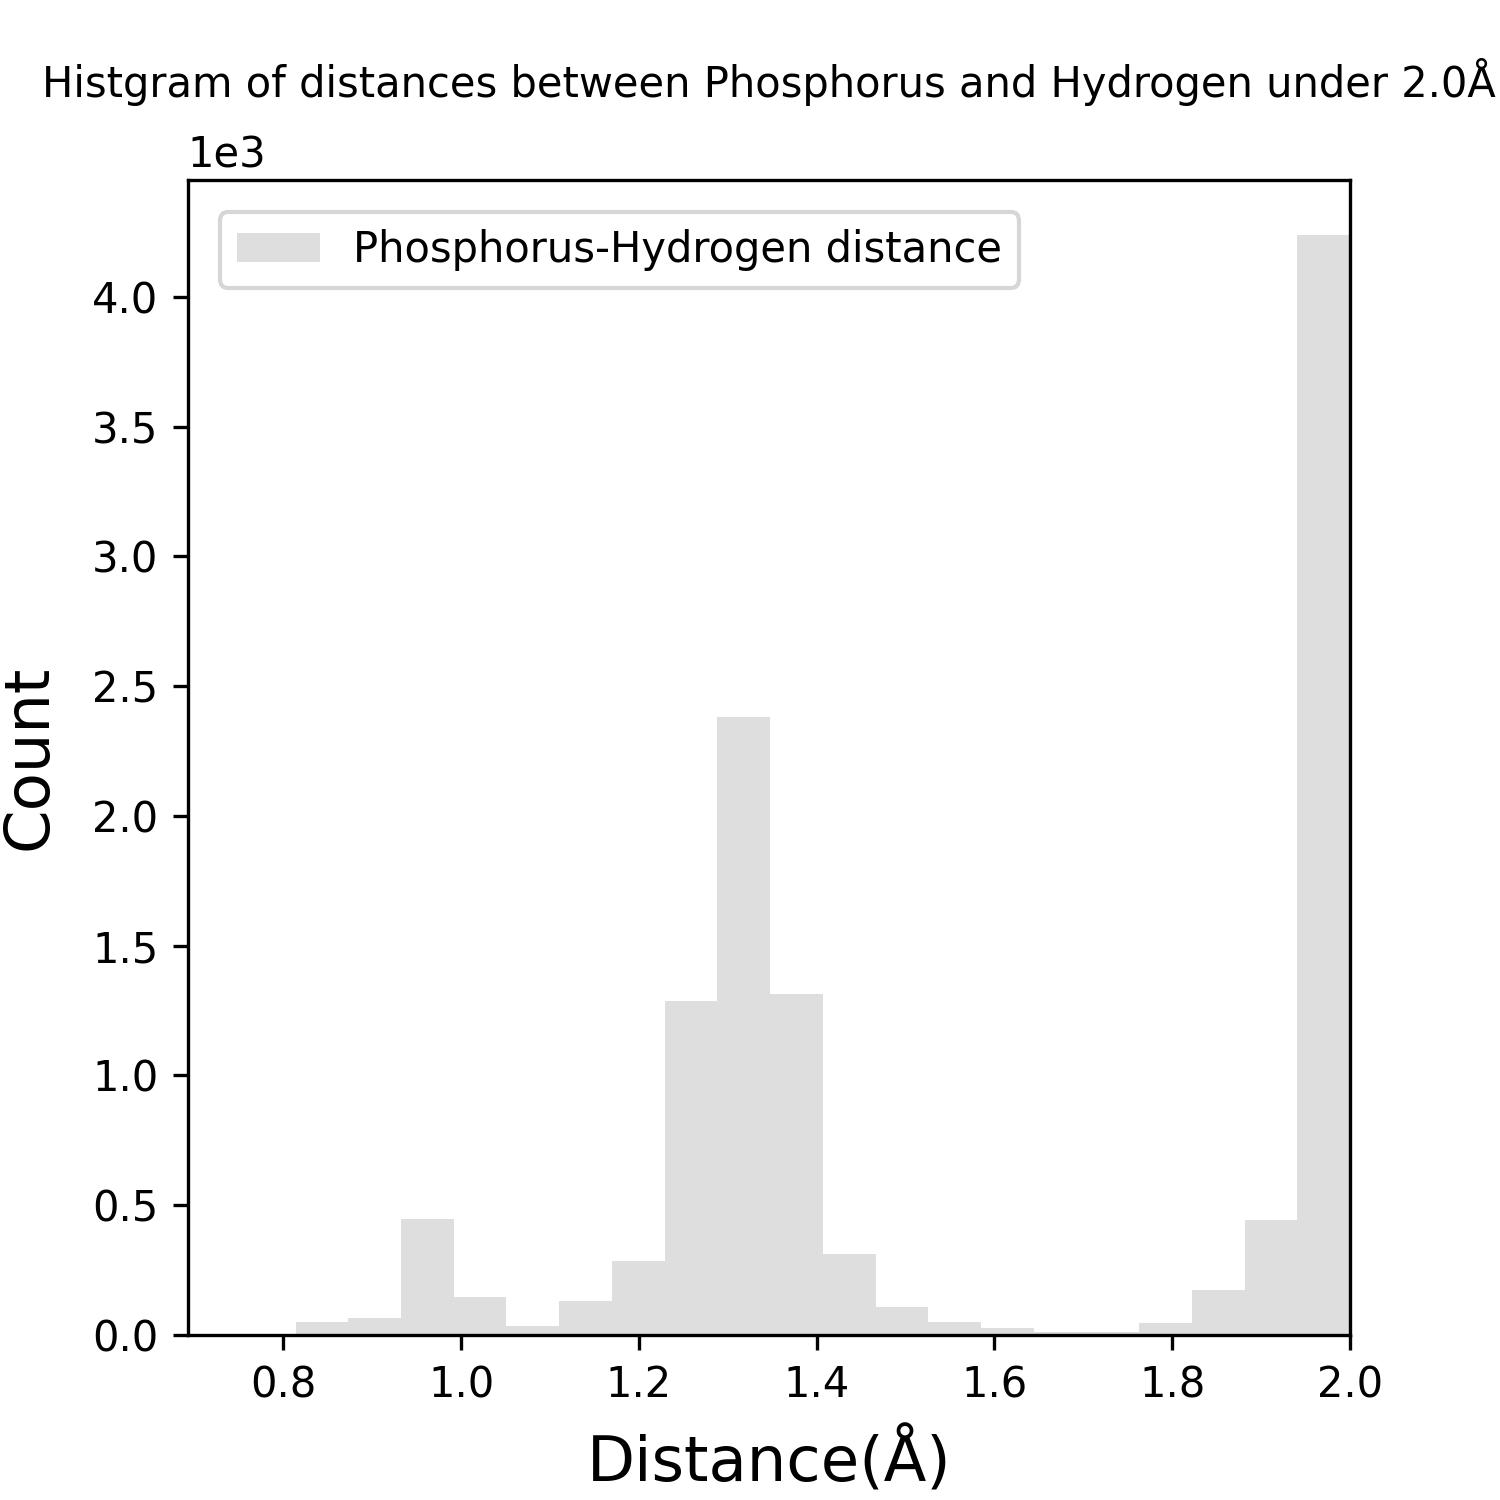 Histgram of distances between Phosphorus and Hydrogen under 2.0Å
1e3
Phosphorus-Hydrogen distance
4.0
3.5
3.0
2.5
2.0
1.5
1.0
0.5
0.0
Count
0.8 1.0 1.2 1.4 1.6 1.8 2.0
Distance(Å)